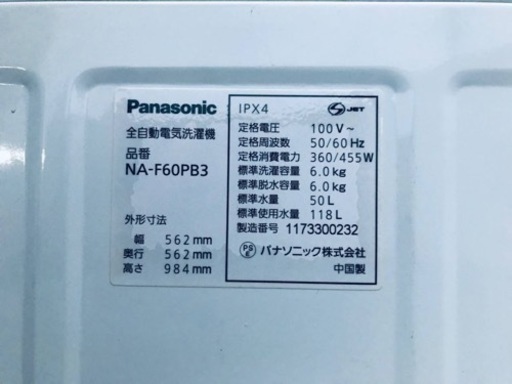 Panasonic
全自動電気洗濯機
品番
NA-F60PB3
外形寸法
幅 562mm
奥行 562mm
高さ 984mm
IPX4
S JET
定格電圧 100V~
定格周波数 50/60Hz
定格消費電力 360/455W
標準洗濯容量 6.0kg
標準脱水容量 6.0kg
標準水量 50L
標準使用水量 118L
製造番号 1173300232
PSE パナソニック株式会社
中国製